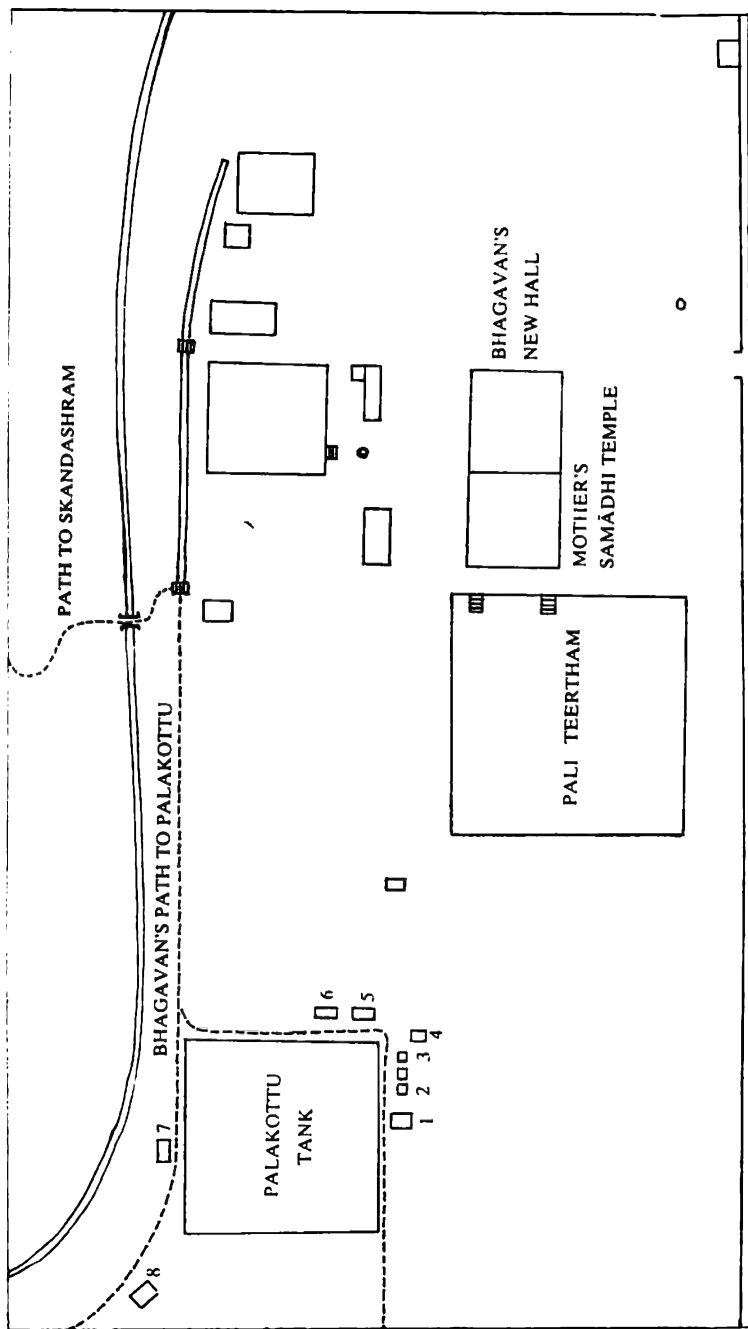 PATH TO SKANDASHRAM
BHAGAVAN'S PATH TO PALAKOTTU
8
7
PALAKOTTU
TANK
6
5
4
3
2
1
BHAGAVAN'S
NEW HALL
MOTHER'S
SAMĀDHI TEMPLE
PALI TEERTHAM